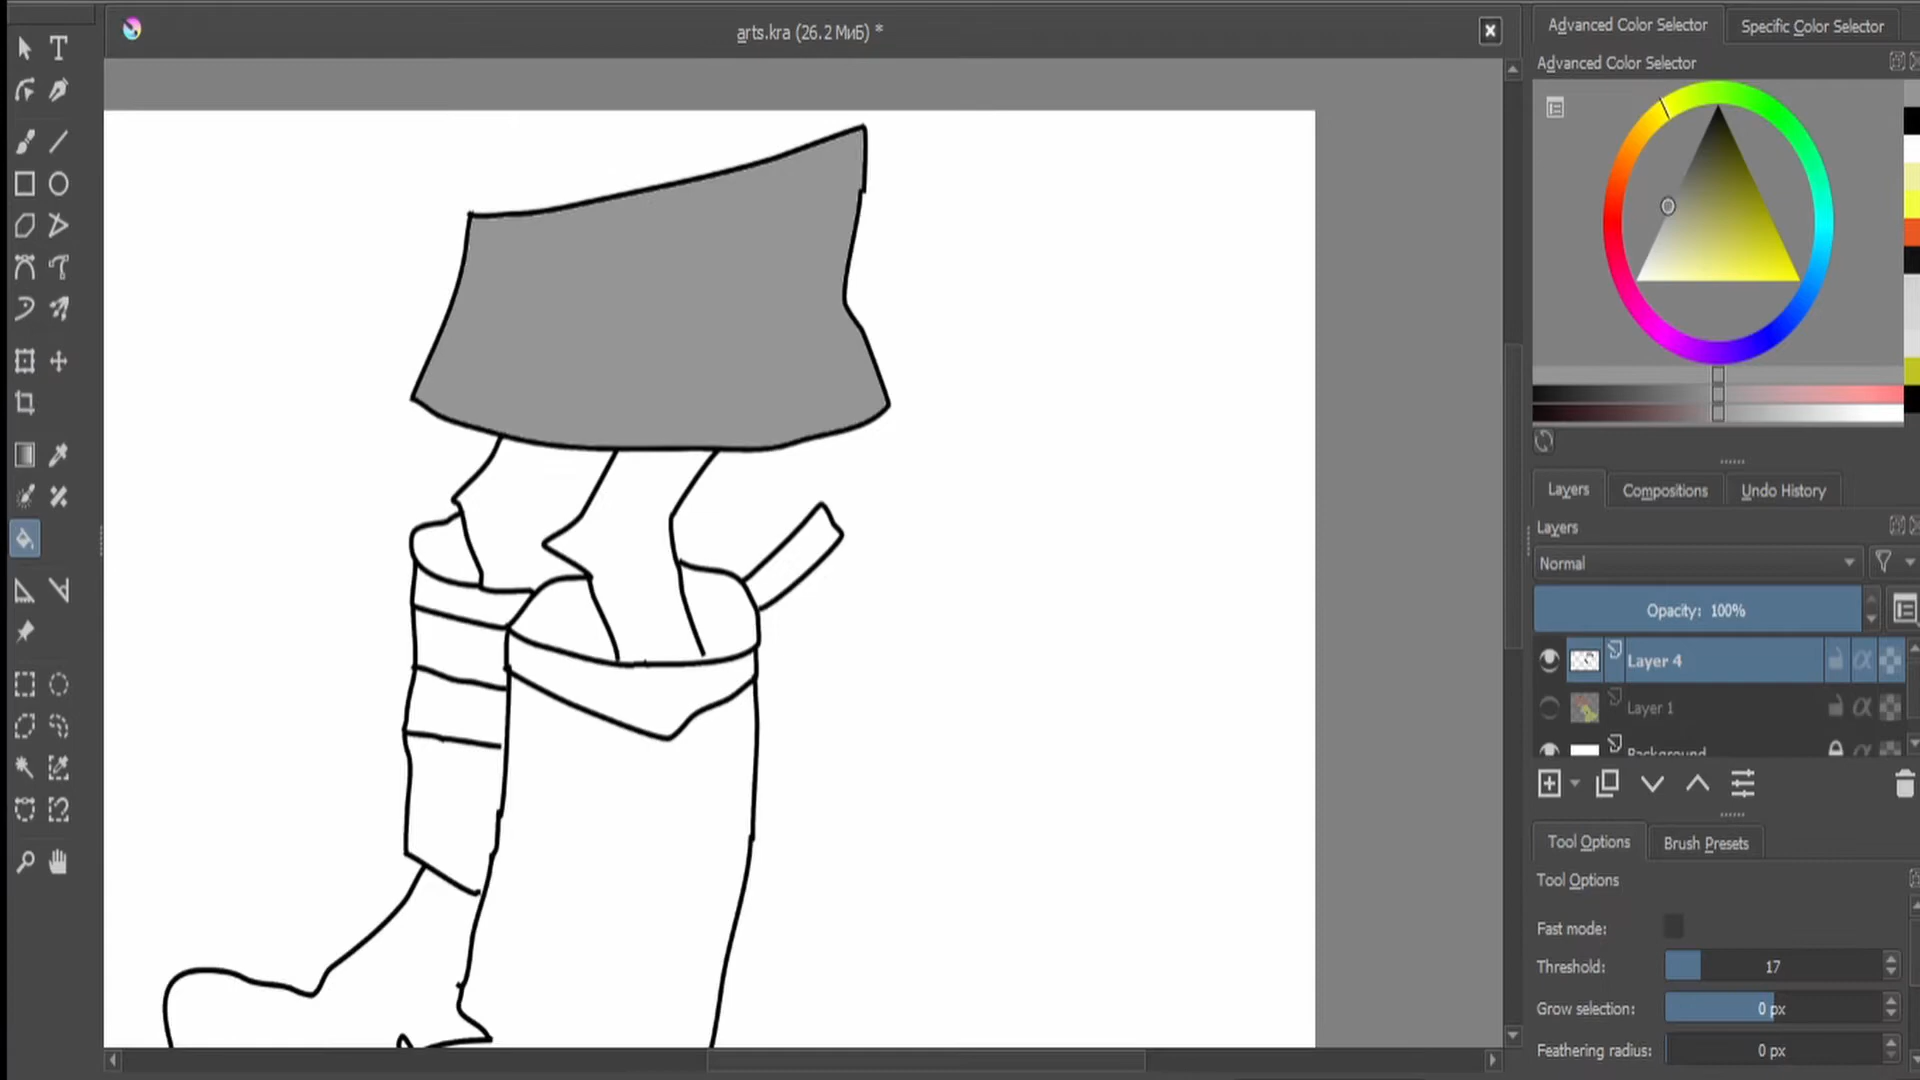 arts.kra (26.2 МиБ) *
Advanced Color Selector
Specific Color Selector
Advanced Color Selector
Layers
Compositions
Undo History
Layers
Normal
Opacity: 100%
Layer 4
Layer 1
Background
Tool Options
Brush Presets
Tool Options
Fast mode:
Threshold:
17
Grow selection:
0 px
Feathering radius:
0 px